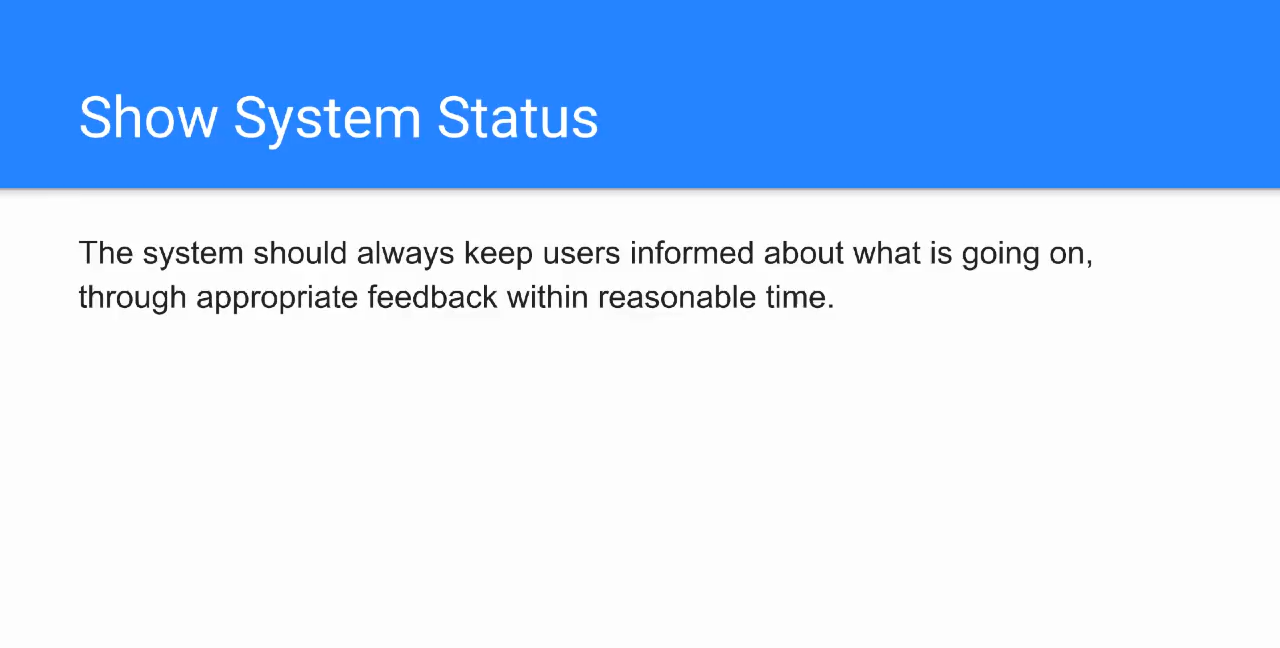 Show System Status
The system should always keep users informed about what is going on,
through appropriate feedback within reasonable time.